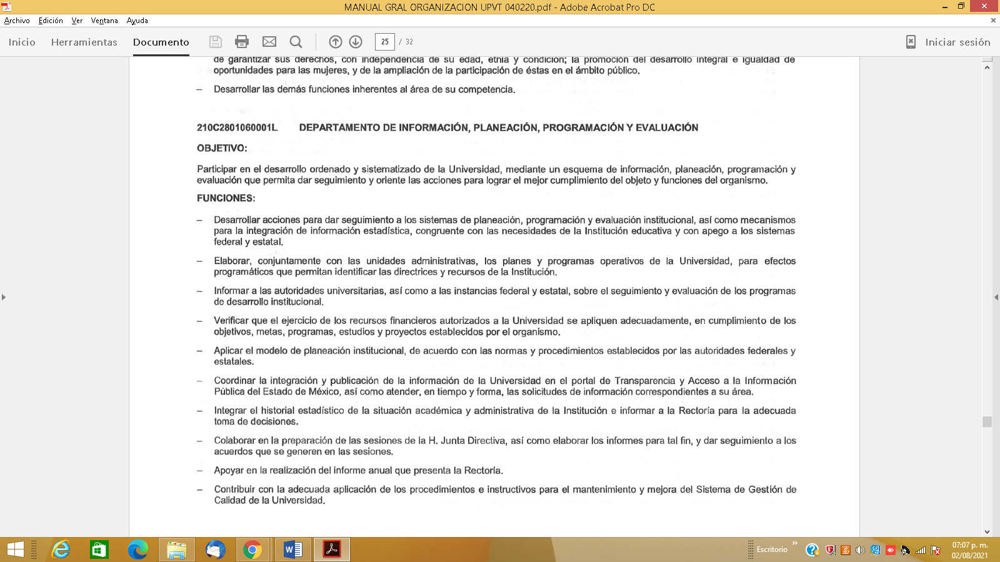 MANUAL GRAL ORGANIZACION UPVT 040220.pdf - Adobe Acrobat Pro DC
Archivo Edición Ver Ventana Ayuda
Inicio Herramientas Documento 25 / 32 Iniciar sesión
de garantizar sus derechos, con independencia de su edad, etnia y condición; la promoción del desarrollo integral e igualdad de
oportunidades para las mujeres, y de la ampliación de la participación de éstas en el ámbito público.
– Desarrollar las demás funciones inherentes al área de su competencia.
210C2801060001L DEPARTAMENTO DE INFORMACIÓN, PLANEACIÓN, PROGRAMACIÓN Y EVALUACIÓN
OBJETIVO:
Participar en el desarrollo ordenado y sistematizado de la Universidad, mediante un esquema de información, planeación, programación y
evaluación que permita dar seguimiento y oriente las acciones para lograr el mejor cumplimiento del objeto y funciones del organismo.
FUNCIONES:
– Desarrollar acciones para dar seguimiento a los sistemas de planeación, programación y evaluación institucional, así como mecanismos
para la integración de información estadística, congruente con las necesidades de la Institución educativa y con apego a los sistemas
federal y estatal.
– Elaborar, conjuntamente con las unidades administrativas, los planes y programas operativos de la Universidad, para efectos
programáticos que permitan identificar las directrices y recursos de la Institución.
– Informar a las autoridades universitarias, así como a las instancias federal y estatal, sobre el seguimiento y evaluación de los programas
de desarrollo institucional.
– Verificar que el ejercicio de los recursos financieros autorizados a la Universidad se apliquen adecuadamente, en cumplimiento de los
objetivos, metas, programas, estudios y proyectos establecidos por el organismo.
– Aplicar el modelo de planeación institucional, de acuerdo con las normas y procedimientos establecidos por las autoridades federales y
estatales.
– Coordinar la integración y publicación de la información de la Universidad en el portal de Transparencia y Acceso a la Información
Pública del Estado de México, así como atender, en tiempo y forma, las solicitudes de información correspondientes a su área.
– Integrar el historial estadístico de la situación académica y administrativa de la Institución e informar a la Rectoría para la adecuada
toma de decisiones.
– Colaborar en la preparación de las sesiones de la H. Junta Directiva, así como elaborar los informes para tal fin, y dar seguimiento a los
acuerdos que se generen en las sesiones.
– Apoyar en la realización del informe anual que presenta la Rectoría.
– Contribuir con la adecuada aplicación de los procedimientos e instructivos para el mantenimiento y mejora del Sistema de Gestión de
Calidad de la Universidad.
Escritorio
07:07 p. m.
02/08/2021